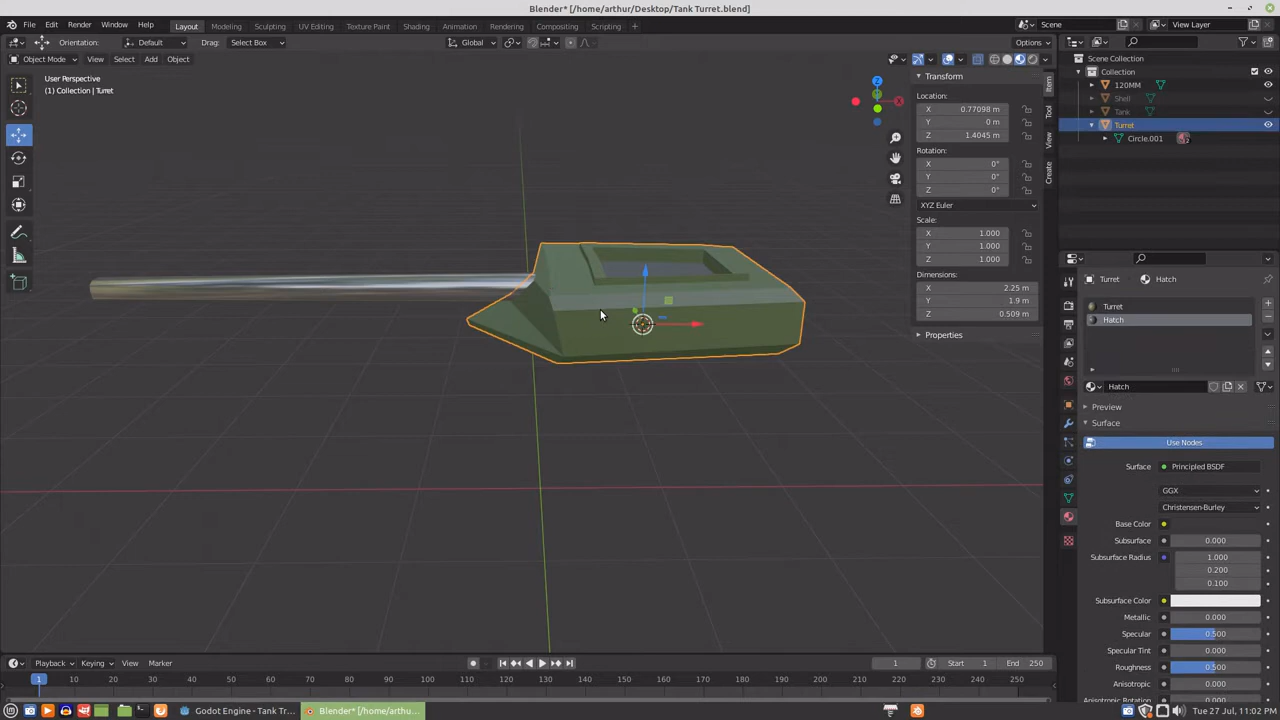 Blender* [/home/arthur/Desktop/Tank Turret.blend]
File Edit Render Window Help
Layout Modeling Sculpting UV Editing Texture Paint Shading Animation Rendering Compositing Scripting
Scene
View Layer
Orientation: Default Drag: Select Box
Global
Options
Object Mode View Select Add Object
User Perspective
(1) Collection | Turret
Transform
Location:
X 0.77098 m
Y 0 m
Z 1.4045 m
Rotation:
X 0°
Y 0°
Z 0°
XYZ Euler
Scale:
X 1.000
Y 1.000
Z 1.000
Dimensions:
X 2.25 m
Y 1.9 m
Z 0.509 m
Properties
Item
Tool
View
Create
Z
X
Scene Collection
Collection
120MM
Shell
Tank
Turret
Circle.001
Turret Hatch
Turret
Hatch
Hatch
Preview
Surface
Use Nodes
Surface Principled BSDF
GGX
Christensen-Burley
Base Color
Subsurface 0.000
Subsurface Radius 1.000
0.200
0.100
Subsurface Color
Metallic 0.000
Specular 0.500
Specular Tint 0.000
Roughness 0.500
Anisotropic 0.000
Anisotropic Rotation
Playback Keying View Marker
1 Start 1 End 250
1 10 20 30 40 50 60 70 80 90 100 110 120 130 140 150 160 170 180 190 200 210 220 230 240 250
Godot Engine - Tank Tr...
Blender* [/home/arthu...
Tue 27 Jul, 11:02 PM